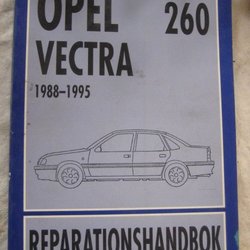 OPEL 260
VECTRA
1988-1995
REPARATIONSHANDBOK